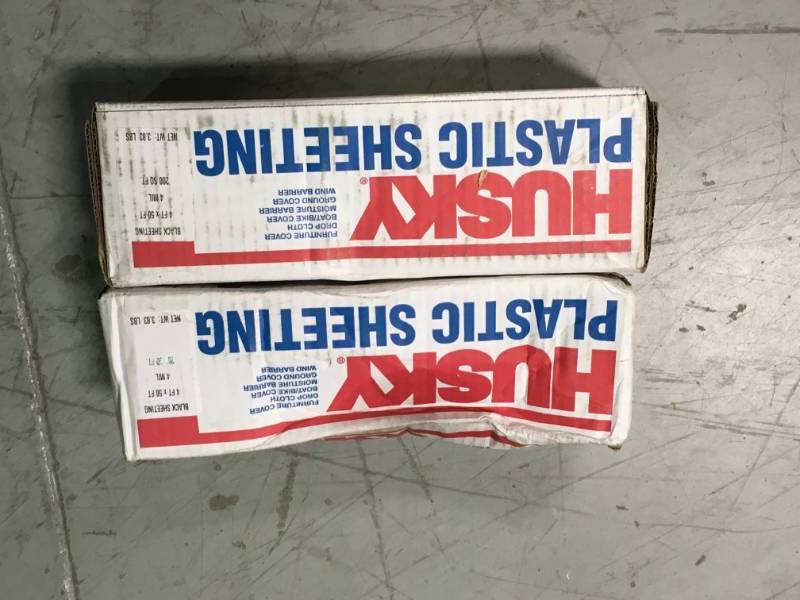 HUSKY®
PLASTIC SHEETING
FURNITURE COVER
DROP CLOTH
BOAT/BIKE COVER
MOISTURE BARRIER
GROUND COVER
WIND BARRIER
BLACK SHEETING
4 FT x 50 FT
4 MIL
FT.
NET WT: 3.83 LBS
HUSKY®
PLASTIC SHEETING
FURNITURE COVER
DROP CLOTH
BOAT/BIKE COVER
MOISTURE BARRIER
GROUND COVER
WIND BARRIER
BLACK SHEETING
4 FT x 50 FT
4 MIL
200 SQ FT
NET WT: 3.83 LBS